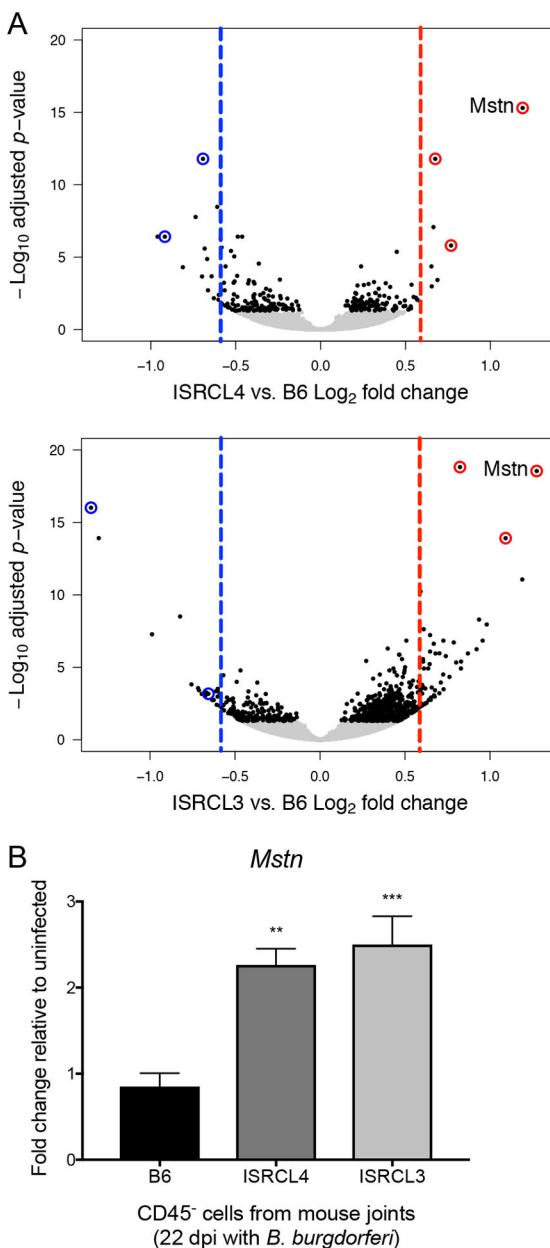 A
20
15
10
5
0
− Log10 adjusted p-value
Mstn
−1.0 −0.5 0.0 0.5 1.0
ISRCL4 vs. B6 Log2 fold change
20
15
10
5
0
− Log10 adjusted p-value
Mstn
−1.0 −0.5 0.0 0.5 1.0
ISRCL3 vs. B6 Log2 fold change
B
Mstn
3
2
1
0
Fold change relative to uninfected
**
***
B6 ISRCL4 ISRCL3
CD45- cells from mouse joints
(22 dpi with B. burgdorferi)